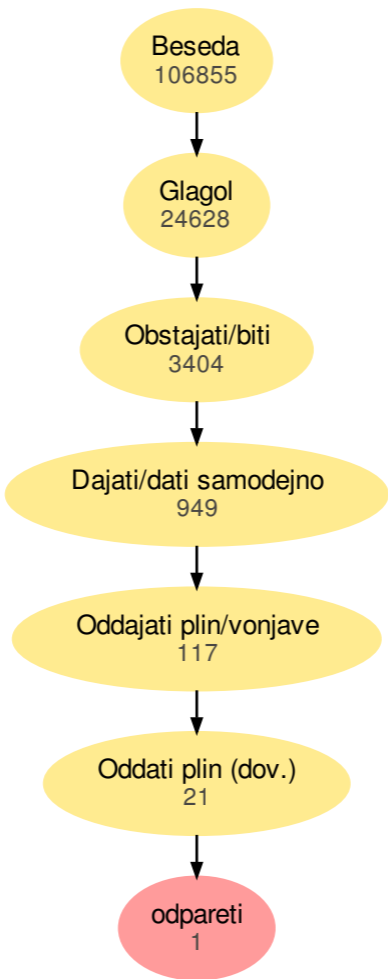 Beseda
106855
Glagol
24628
Obstajati/biti
3404
Dajati/dati samodejno
949
Oddajati plin/vonjave
117
Oddati plin (dov.)
21
odpareti
1